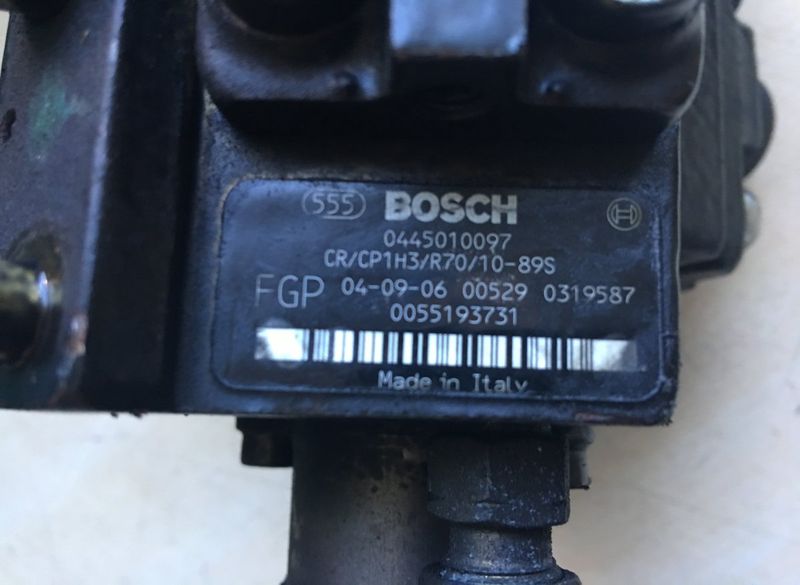 555 BOSCH
0445010097
CR/CP1H3/R70/10-89S
FGP 04-09-06 00529 0319587
0055193731
Made in Italy